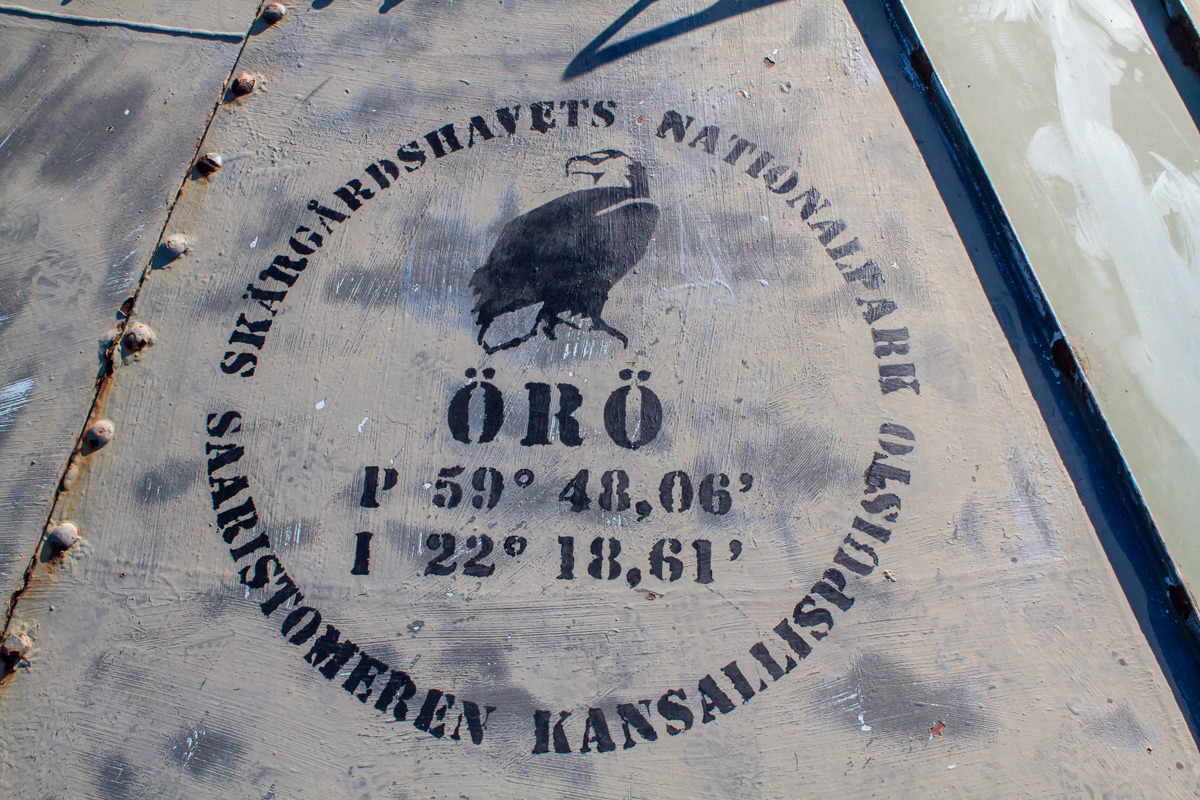 SKÄRGÅRDSHAVETS NATIONALPARK
ÖRÖ
P 59° 48,06’
I 22° 18,61’
SAARISTOMEREN KANSALLISPUISTO